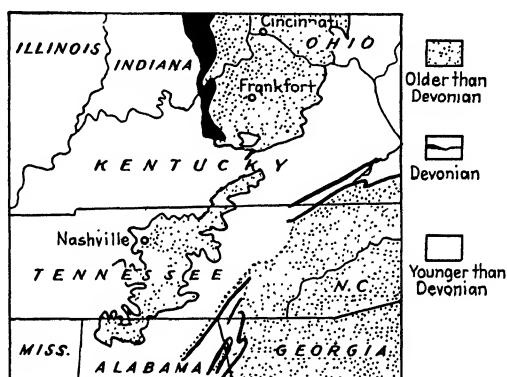 Cincinnati
ILLINOIS
OHIO
INDIANA
Frankfort
KENTUCKY
Nashville
TENNESSEE
N.C.
MISS.
ALABAMA
GEORGIA
Older than
Devonian
Devonian
Younger than
Devonian